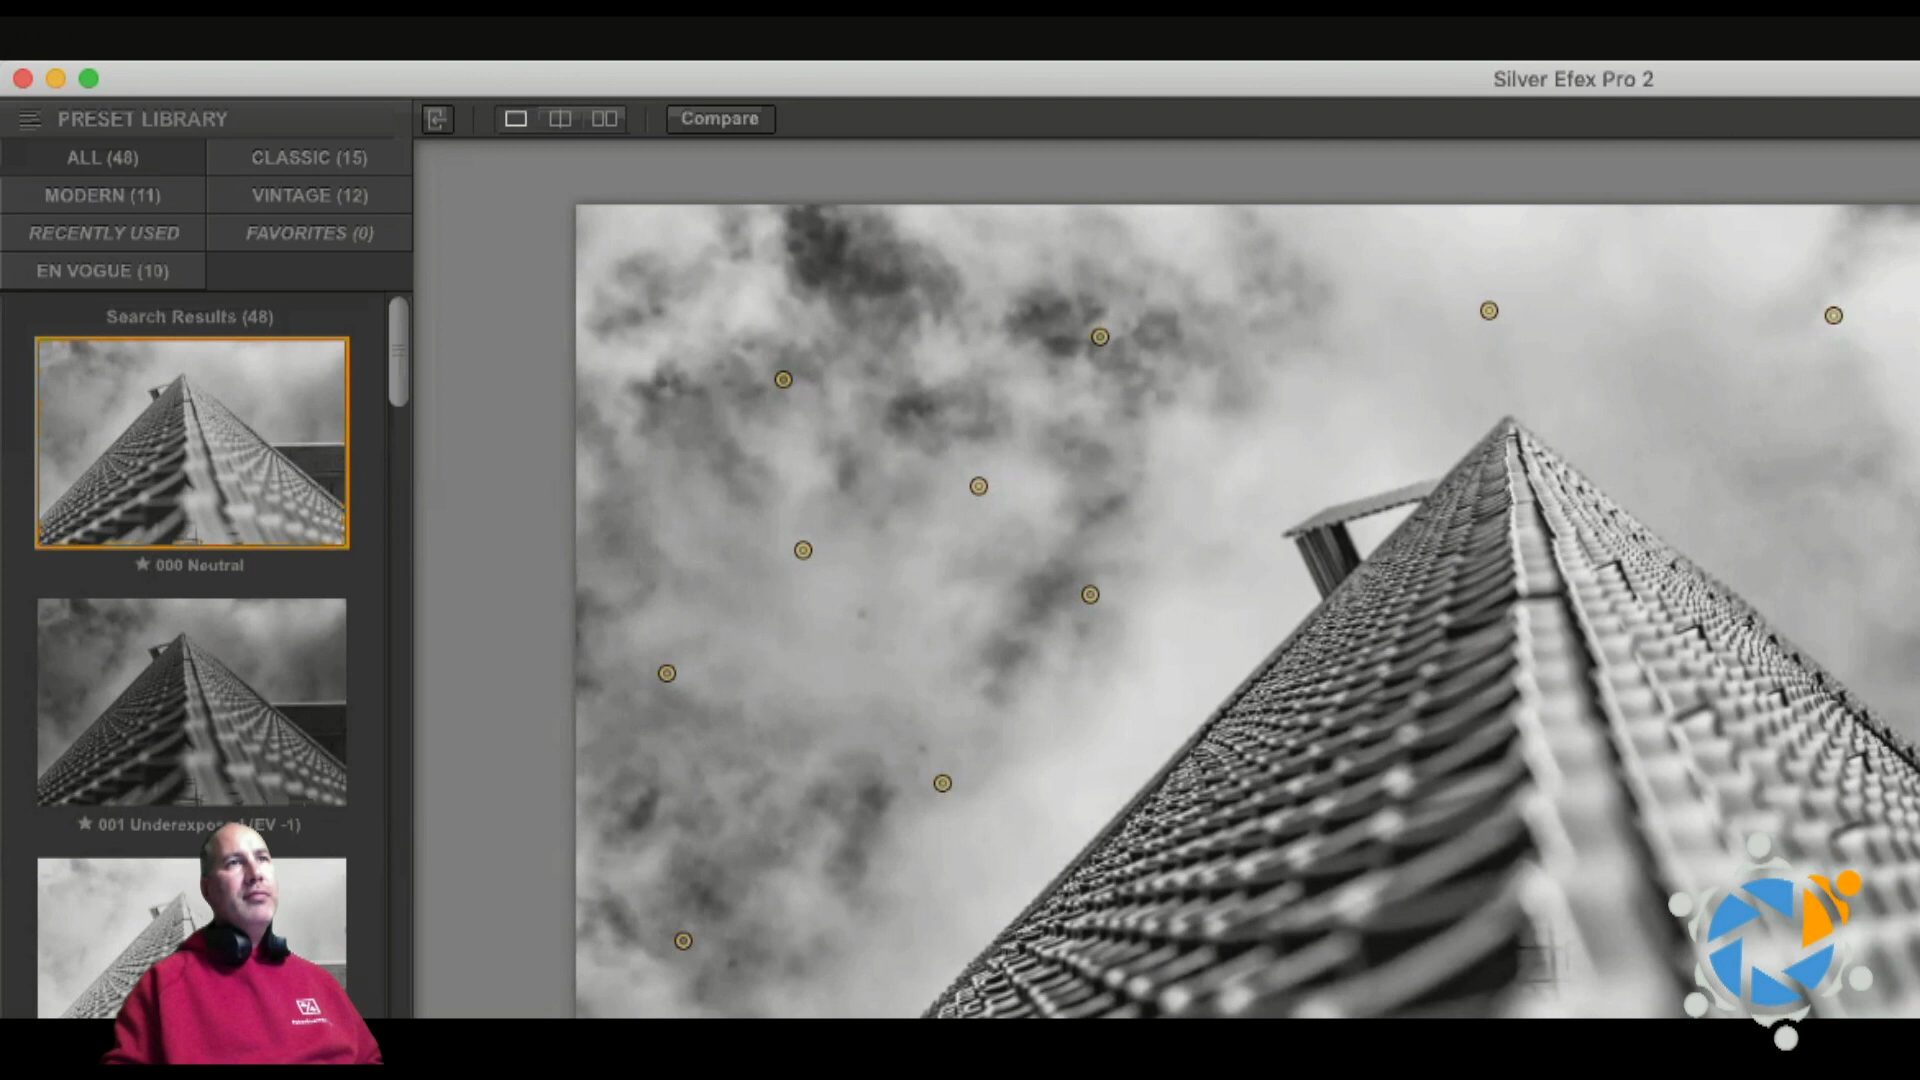 Silver Efex Pro 2
PRESET LIBRARY
Compare
ALL (48)
CLASSIC (15)
MODERN (11)
VINTAGE (12)
RECENTLY USED
FAVORITES (0)
EN VOGUE (10)
Search Results (48)
★ 000 Neutral
★ 001 (EV -1)